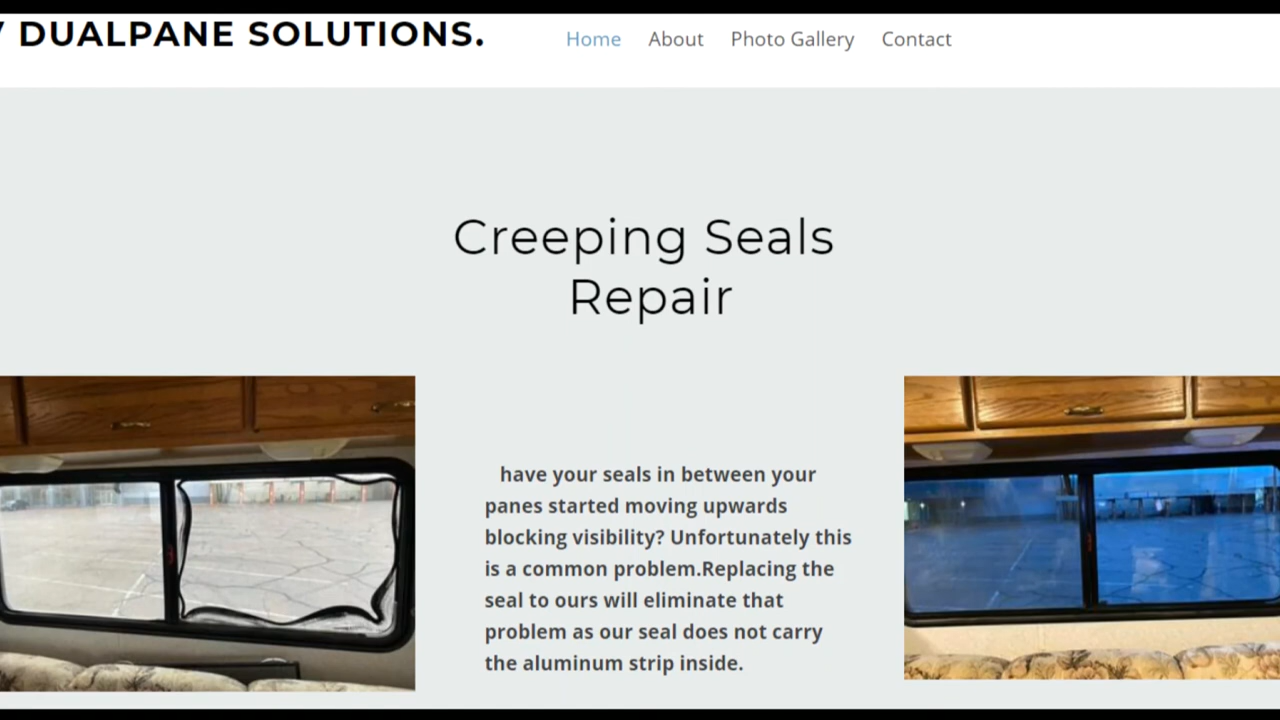 DUALPANE SOLUTIONS.
Home About Photo Gallery Contact
Creeping Seals
Repair
have your seals in between your
panes started moving upwards
blocking visibility? Unfortunately this
is a common problem.Replacing the
seal to ours will eliminate that
problem as our seal does not carry
the aluminum strip inside.